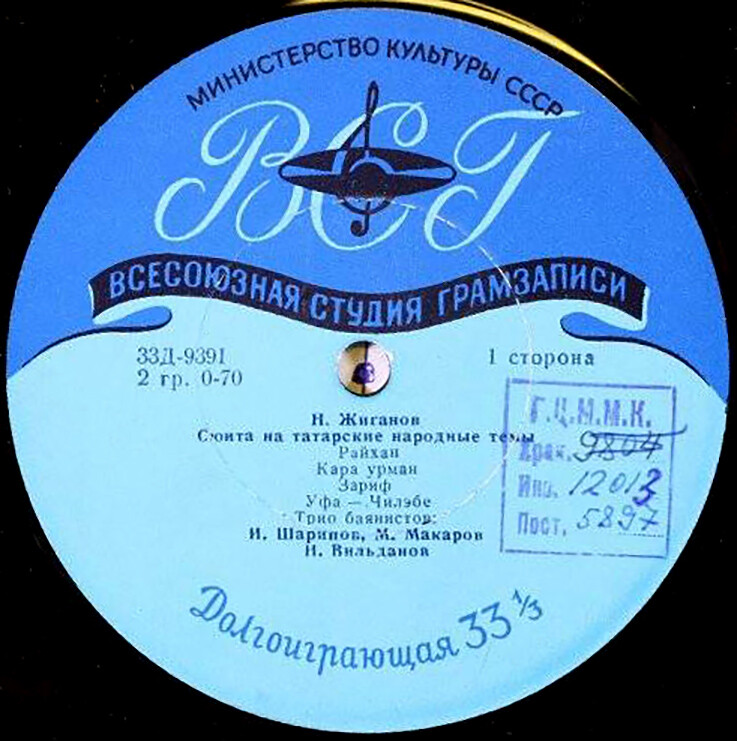 МИНИСТЕРСТВО КУЛЬТУРЫ СССР
ВСГ
ВСЕСОЮЗНАЯ СТУДИЯ ГРАМЗАПИСИ
33Д-9391
2 гр. 0-70
1 сторона
Н. Жиганов
Сюита на татарские народные темы
Райхан
Кара урман
Зариф
Уфа — Чилэбе
Трио баянистов:
И. Шарипов, М. Макаров
И. Вильданов
Г.Ц.М.М.К.
Хран. 9804
Инв. 12013
Пост. 5897
Долгоиграющая 33 1/3